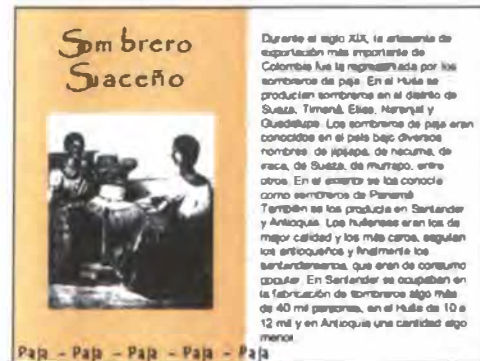 Sombrero
Suaceño
Durante el siglo XIX, la artesanía de
exportación más importante de
Colombia fue la representada por los
sombreros de paja. En el Huila se
producían sombreros en el distrito de
Suaza, Timaná, Elías, Naranjal y
Guadalupe. Los sombreros de paja eran
conocidos en el país bajo diversos
nombres: de jipijapa, de nacuma, de
iraca, de Suaza, de murrapo, entre
otros. En el exterior se los conocía
como sombreros de Panamá.
También se los producía en Santander
y Antioquia. Los huilenses eran los de
mejor calidad y los más caros, seguían
los antioqueños y finalmente los
santandereanos, que eran de consumo
popular. En Santander se ocupaban en
la fabricación de sombreros algo más
de 40 mil personas, en el Huila de 10 a
12 mil y en Antioquia una cantidad algo
menor.
Paja - Paja - Paja - Paja - Paja